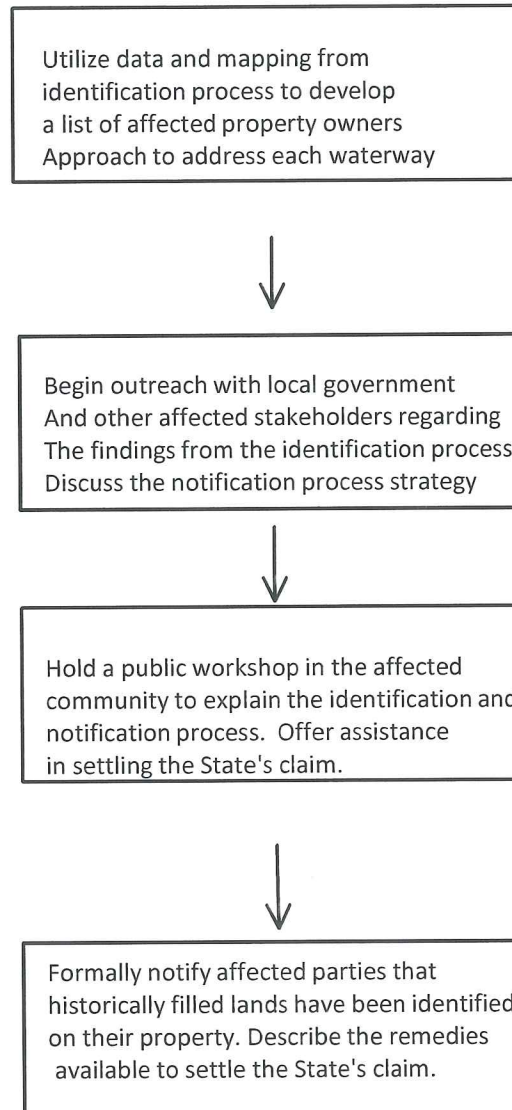 Utilize data and mapping from
identification process to develop
a list of affected property owners
Approach to address each waterway
Begin outreach with local government
And other affected stakeholders regarding
The findings from the identification process
Discuss the notification process strategy
Hold a public workshop in the affected
community to explain the identification and
notification process.  Offer assistance
in settling the State's claim.
Formally notify affected parties that
historically filled lands have been identified
on their property. Describe the remedies
available to settle the State's claim.